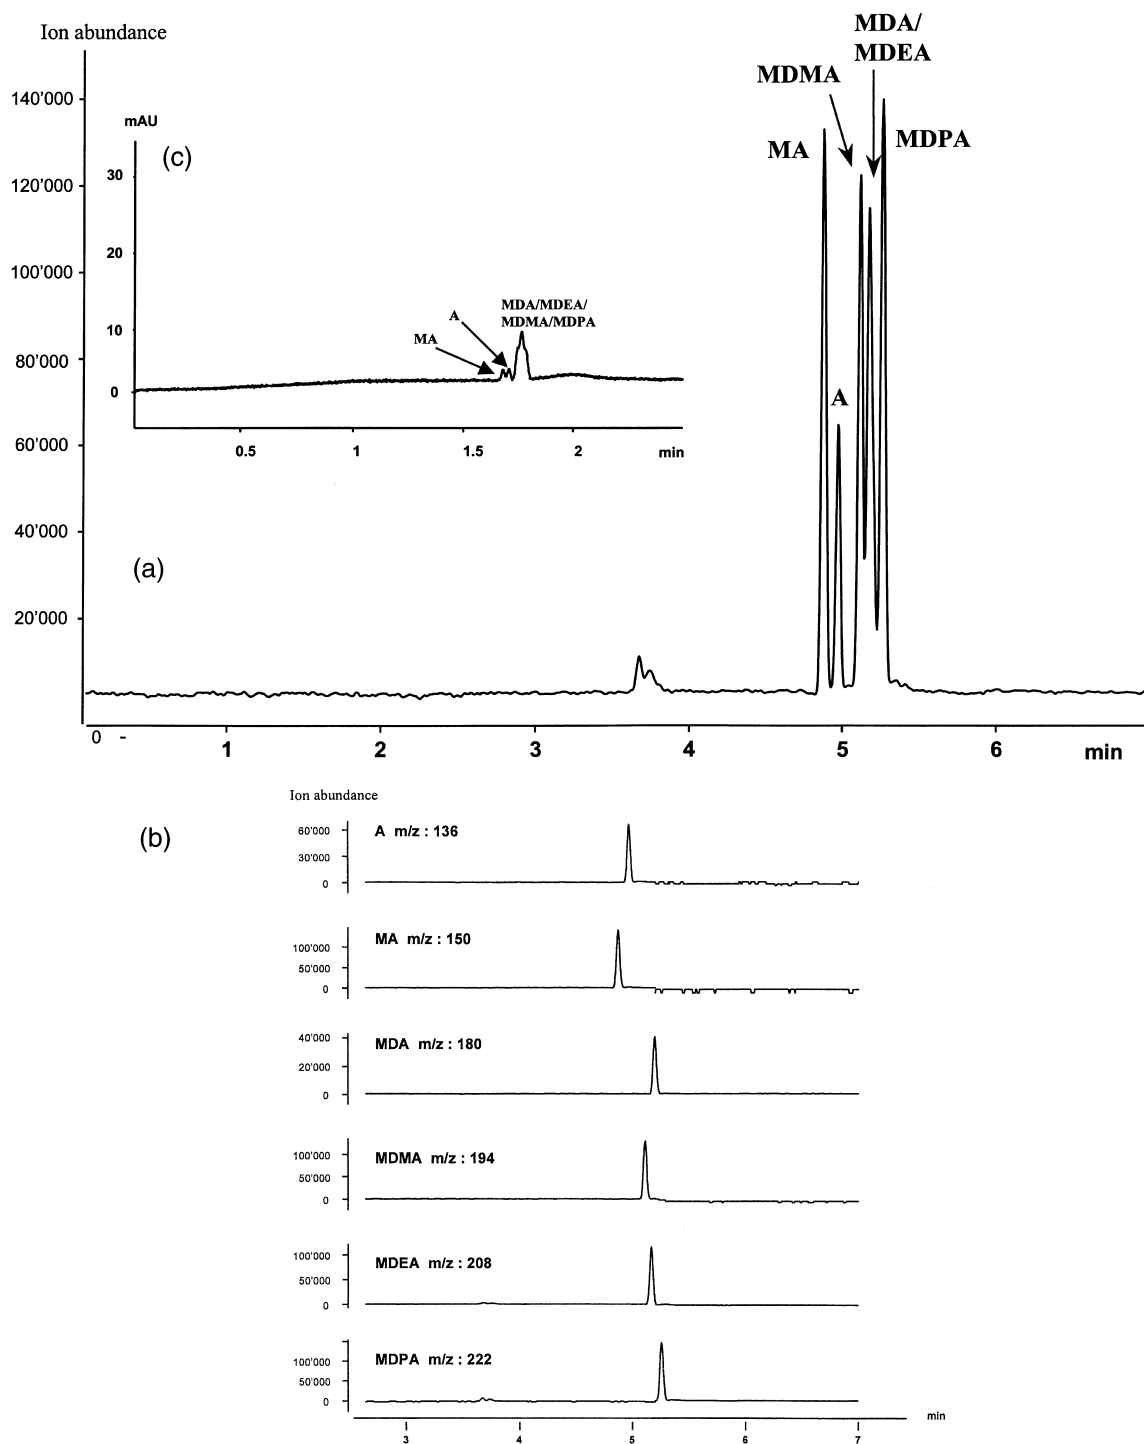 Ion abundance
MDA/
MDEA
MDMA
MA
MDPA
A
140’000
120’000
100’000
80’000
60’000
40’000
20’000
mAU
(c)
30
20
10
0
MA
A
MDA/MDEA/
MDMA/MDPA
0.5 1 1.5 2 min
(a)
0 - 1 2 3 4 5 6 min
(b)
Ion abundance
A m/z : 136
60’000
30’000
0
MA m/z : 150
100’000
50’000
0
MDA m/z : 180
40’000
20’000
0
MDMA m/z : 194
100’000
50’000
0
MDEA m/z : 208
100’000
50’000
0
MDPA m/z : 222
100’000
50’000
0
3 4 5 6 7 min